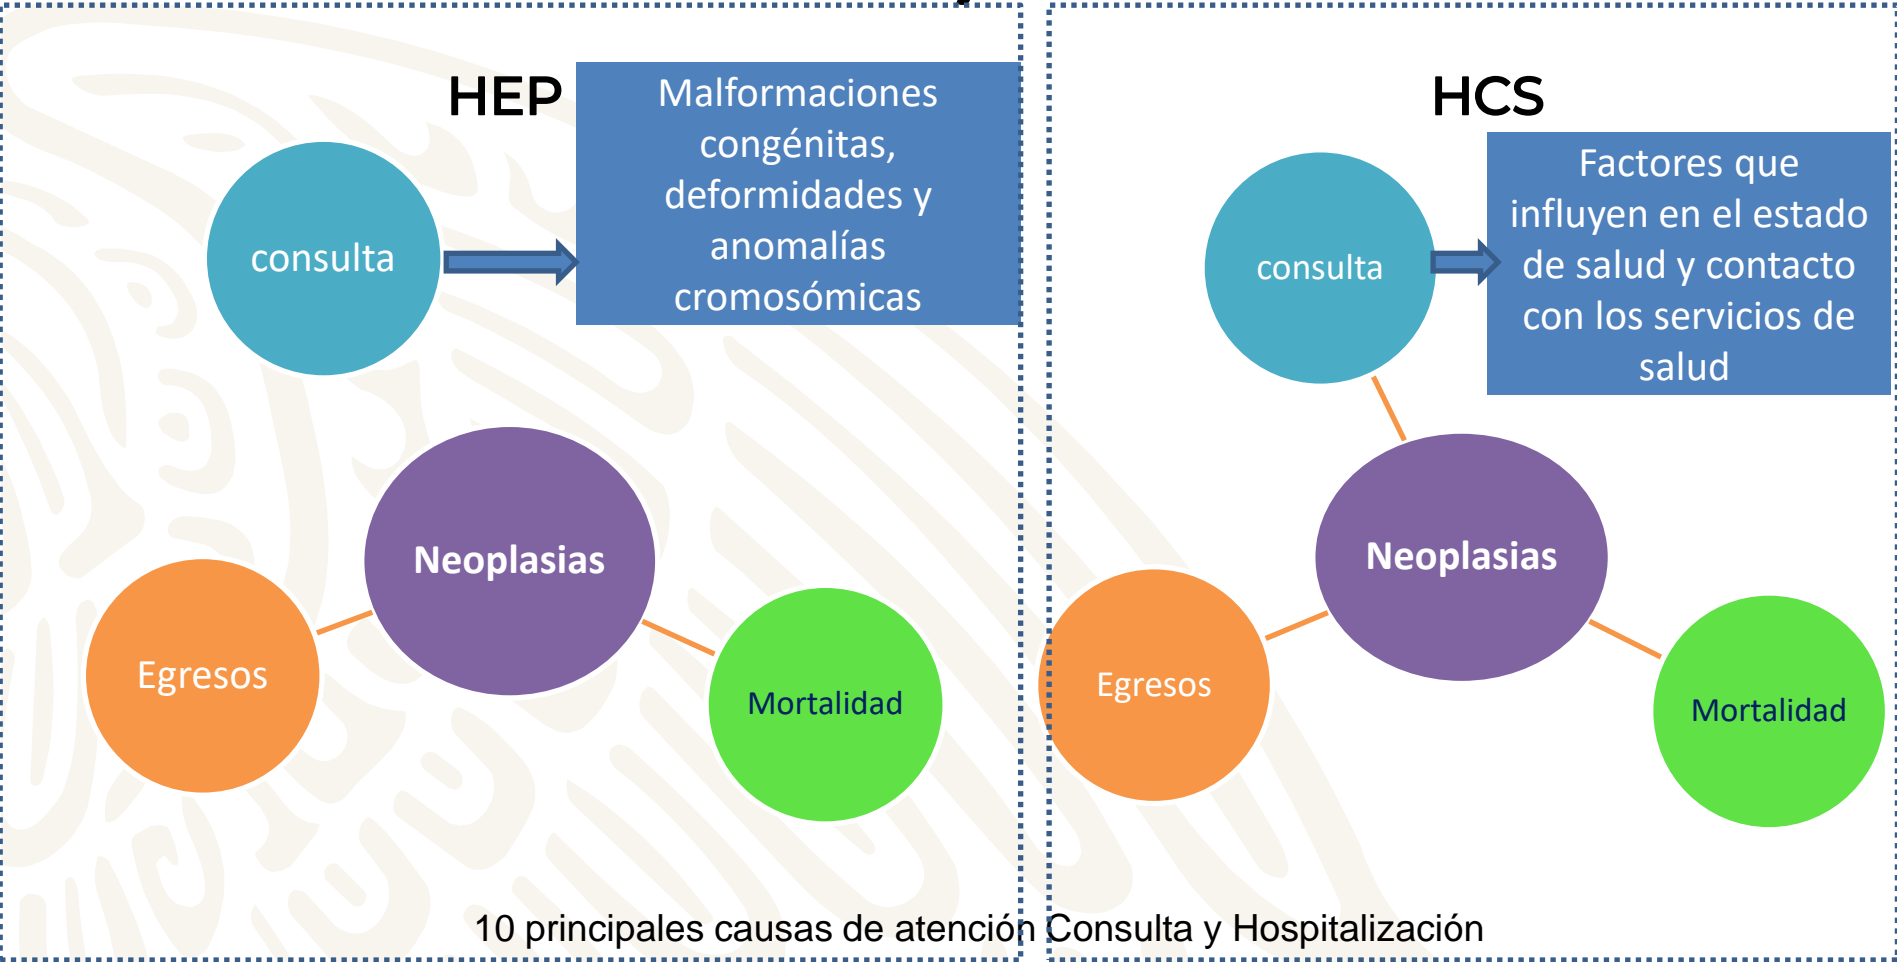 HEP
Malformaciones
congénitas,
deformidades y
anomalías
cromosómicas
consulta
Neoplasias
Egresos
Mortalidad
HCS
Factores que
influyen en el estado
de salud y contacto
con los servicios de
salud
consulta
Neoplasias
Egresos
Mortalidad
10 principales causas de atención Consulta y Hospitalización